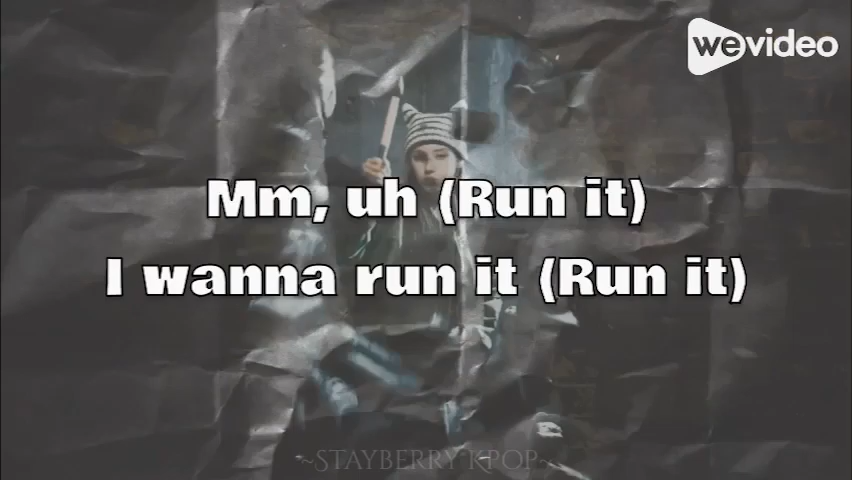 wevideo
Mm, uh (Run it)
I wanna run it (Run it)
~STAYBERRY KPOP~